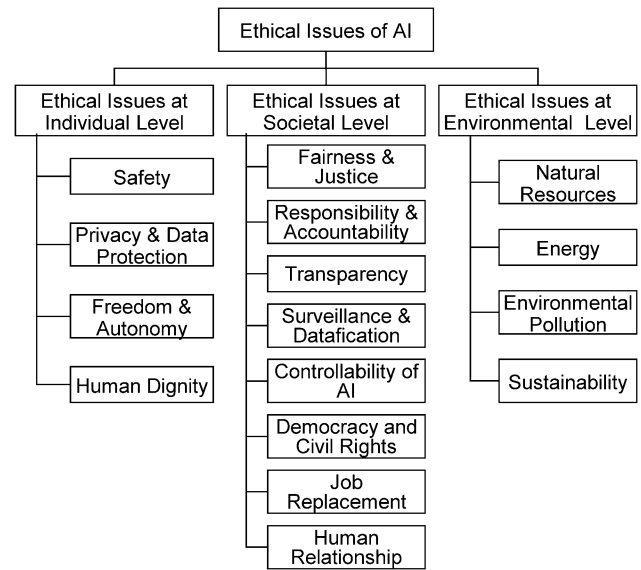 Ethical Issues of AI
Ethical Issues at
Individual Level
Safety
Privacy & Data
Protection
Freedom &
Autonomy
Human Dignity
Ethical Issues at
Societal Level
Fairness &
Justice
Responsibility &
Accountability
Transparency
Surveillance &
Datafication
Controllability of
AI
Democracy and
Civil Rights
Job
Replacement
Human
Relationship
Ethical Issues at
Environmental Level
Natural
Resources
Energy
Environmental
Pollution
Sustainability